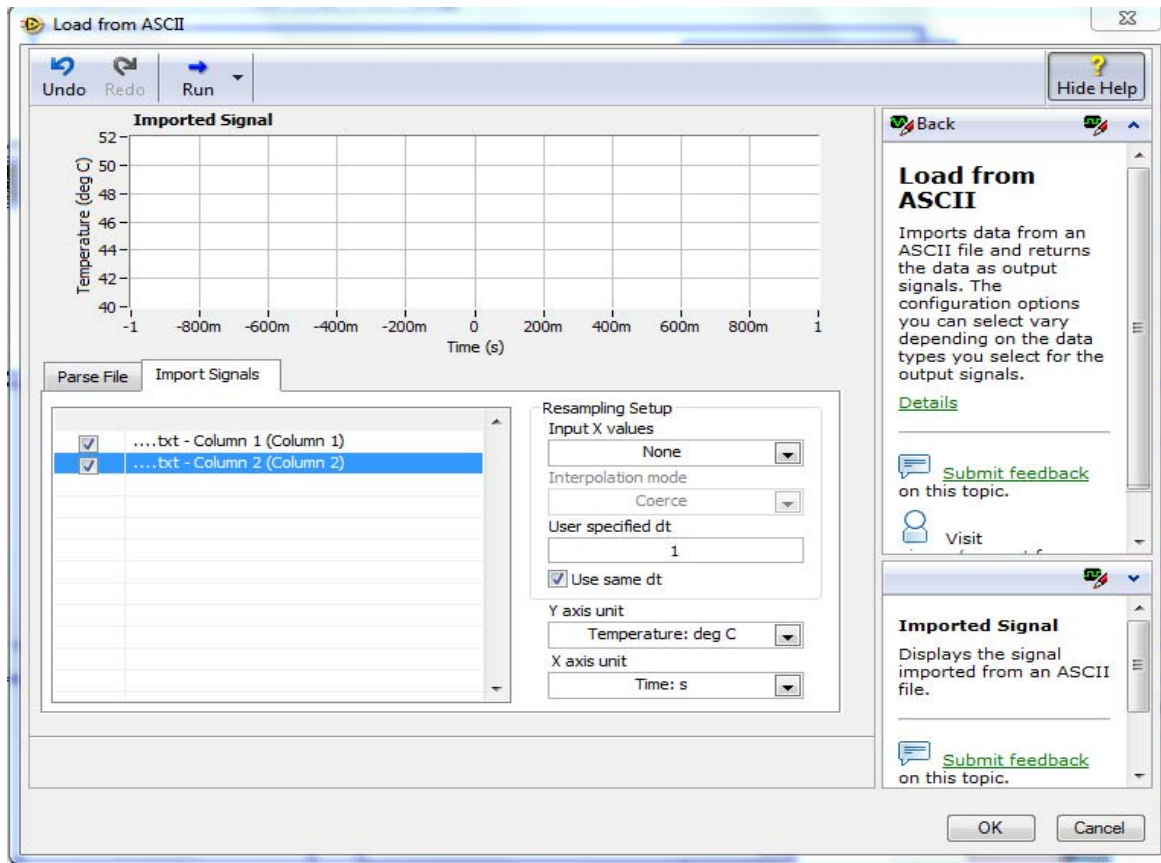 Load from ASCII
Undo Redo Run
Hide Help
Imported Signal
Temperature (deg C)
52
50
48
46
44
42
40
-1 -800m -600m -400m -200m 0 200m 400m 600m 800m 1
Time (s)
Parse File Import Signals
....txt - Column 1 (Column 1)
....txt - Column 2 (Column 2)
Resampling Setup
Input X values
None
Interpolation mode
Coerce
User specified dt
1
Use same dt
Y axis unit
Temperature: deg C
X axis unit
Time: s
Back
Load from
ASCII
Imports data from an
ASCII file and returns
the data as output
signals. The
configuration options
you can select vary
depending on the data
types you select for the
output signals.
Details
Submit feedback
on this topic.
Visit
Imported Signal
Displays the signal
imported from an ASCII
file.
Submit feedback
on this topic.
OK Cancel